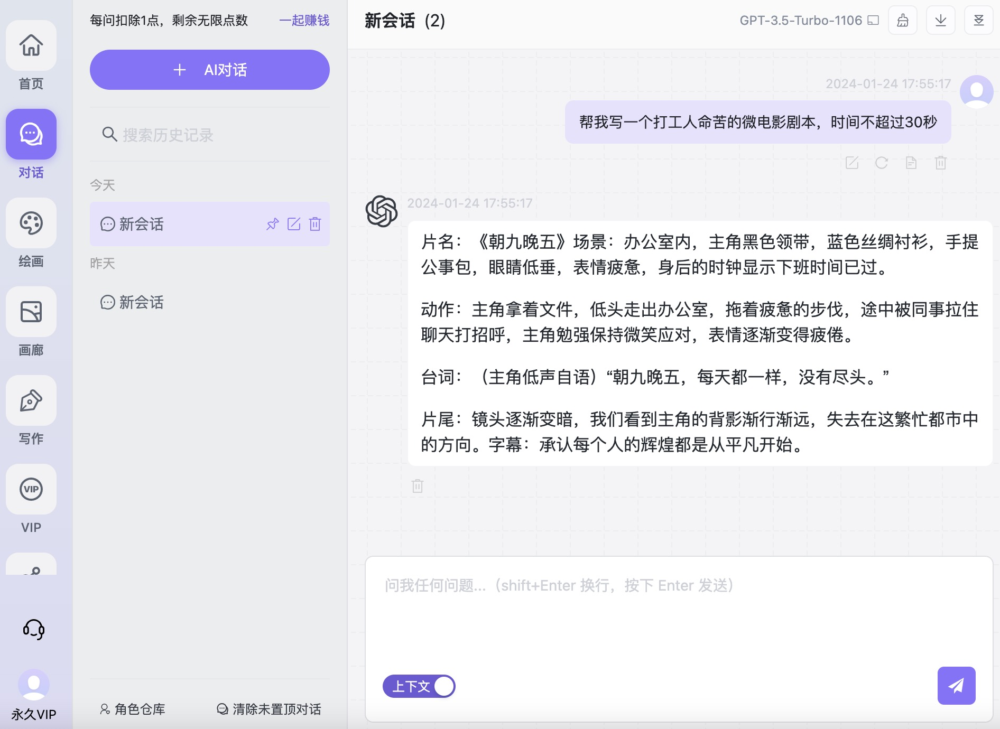 首页
对话
绘画
画廊
写作
VIP
VIP
永久VIP
每问扣除1点，剩余无限点数
一起赚钱
AI对话
搜索历史记录
今天
新会话
昨天
新会话
角色仓库
清除未置顶对话
新会话 (2)
GPT-3.5-Turbo-1106
2024-01-24 17:55:17
帮我写一个打工人命苦的微电影剧本，时间不超过30秒
2024-01-24 17:55:17
片名：《朝九晚五》场景：办公室内，主角黑色领带，蓝色丝绸衬衫，手提
公事包，眼睛低垂，表情疲惫，身后的时钟显示下班时间已过。
动作：主角拿着文件，低头走出办公室，拖着疲惫的步伐，途中被同事拉住
聊天打招呼，主角勉强保持微笑应对，表情逐渐变得疲倦。
台词：（主角低声自语）“朝九晚五，每天都一样，没有尽头。”
片尾：镜头逐渐变暗，我们看到主角的背影渐行渐远，失去在这繁忙都市中
的方向。字幕：承认每个人的辉煌都是从平凡开始。
问我任何问题...（shift+Enter 换行，按下 Enter 发送）
上下文